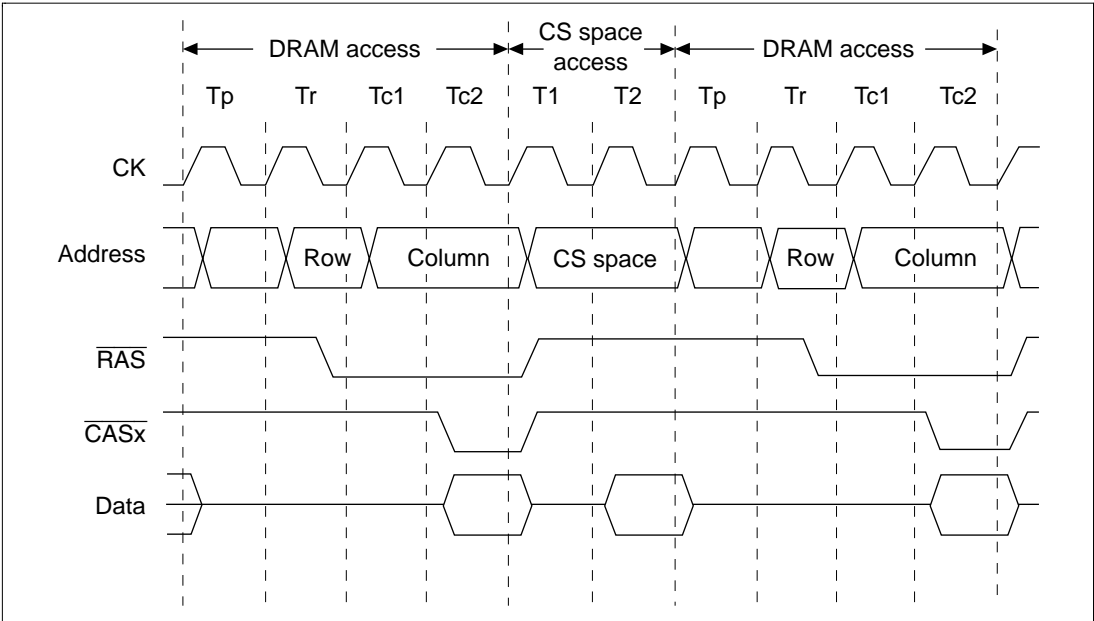 DRAM access
CS space
access
DRAM access
Tp Tr Tc1 Tc2 T1 T2 Tp Tr Tc1 Tc2
CK
Address Row Column CS space Row Column
RAS
CASx
Data